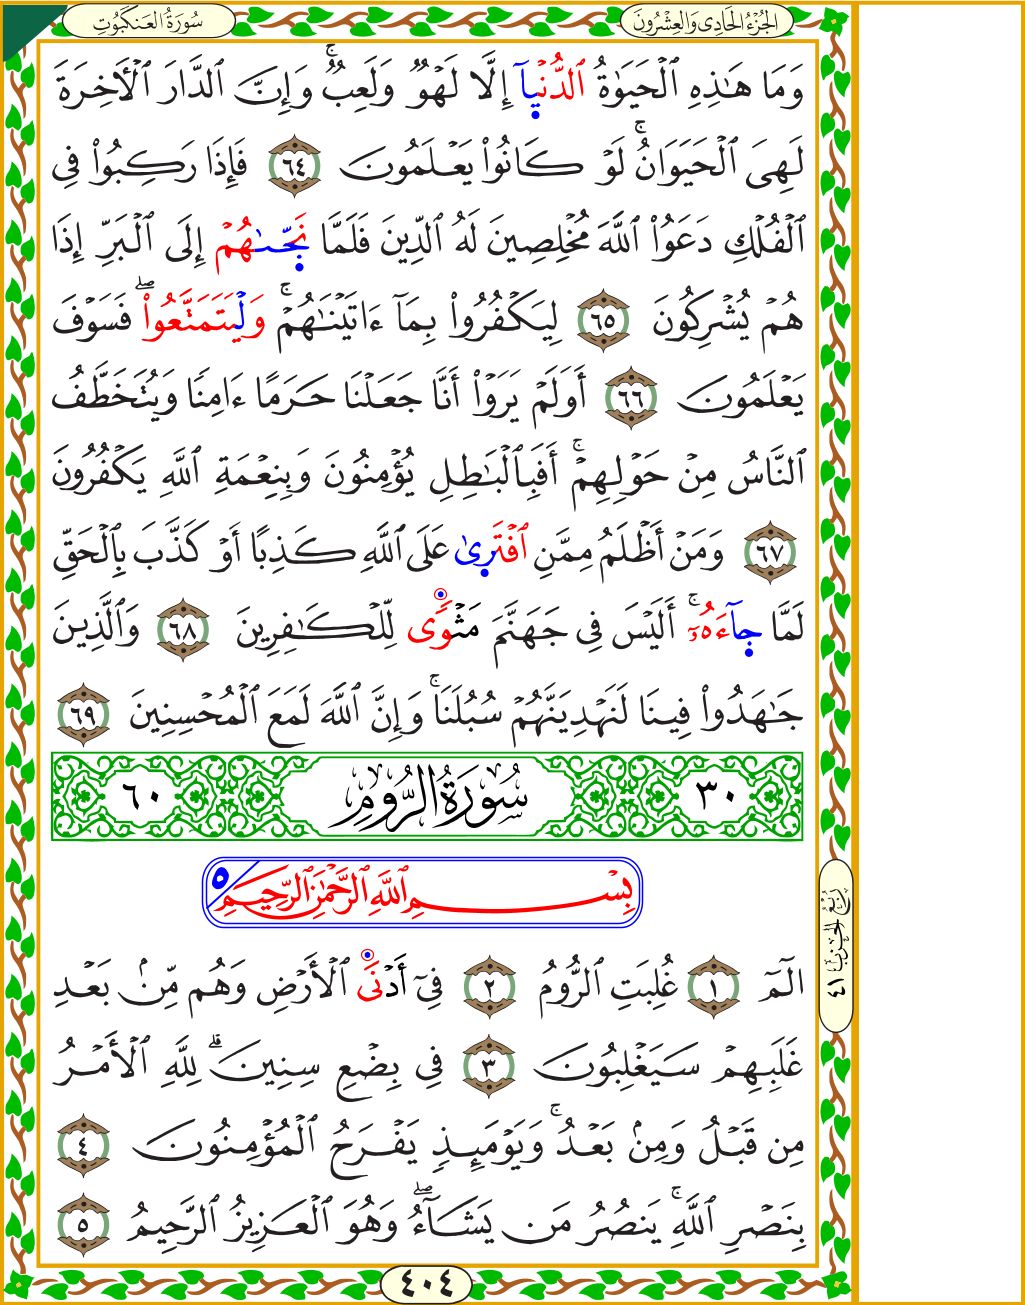 الجُزْءُ الحَادِى وَالعِشْرُونَ
سُورَةُ العَنكَبُوتِ
وَمَا هَٰذِهِ ٱلْحَيَوٰةُ ٱلدُّنْيَآ إِلَّا لَهْوٌ وَلَعِبٌ ۚ وَإِنَّ ٱلدَّارَ ٱلْأَخِرَةَ
لَهِىَ ٱلْحَيَوَانُ ۚ لَوْ كَانُوا۟ يَعْلَمُونَ ٦٤ فَإِذَا رَكِبُوا۟ فِى
ٱلْفُلْكِ دَعَوُا۟ ٱللَّهَ مُخْلِصِينَ لَهُ ٱلدِّينَ فَلَمَّا نَجَّىٰهُمْ إِلَى ٱلْبَرِّ إِذَا
هُمْ يُشْرِكُونَ ٦٥ لِيَكْفُرُوا۟ بِمَآ ءَاتَيْنَٰهُمْ ۚ وَلْيَتَمَتَّعُوا۟ ۖ فَسَوْفَ
يَعْلَمُونَ ٦٦ أَوَلَمْ يَرَوْا۟ أَنَّا جَعَلْنَا حَرَمًا ءَامِنًا وَيُتَخَطَّفُ
ٱلنَّاسُ مِنْ حَوْلِهِمْ ۚ أَفَبِٱلْبَٰطِلِ يُؤْمِنُونَ وَبِنِعْمَةِ ٱللَّهِ يَكْفُرُونَ
٦٧ وَمَنْ أَظْلَمُ مِمَّنِ ٱفْتَرِىٰ عَلَى ٱللَّهِ كَذِبًا أَوْ كَذَّبَ بِٱلْحَقِّ
لَمَّا جِآءَهُۥٓ ۚ أَلَيْسَ فِى جَهَنَّمَ مَثْوًى لِّلْكَٰفِرِينَ ٦٨ وَٱلَّذِينَ
جَٰهَدُوا۟ فِينَا لَنَهْدِيَنَّهُمْ سُبُلَنَا ۚ وَإِنَّ ٱللَّهَ لَمَعَ ٱلْمُحْسِنِينَ ٦٩
٣٠ سُورَةُ الرُّومِ ٦٠
بِسْمِ ٱللَّهِ ٱلرَّحْمَٰنِ ٱلرَّحِيمِ ٥
الٓمٓ ١ غُلِبَتِ ٱلرُّومُ ٢ فِىٓ أَدْنَى ٱلْأَرْضِ وَهُم مِّنۢ بَعْدِ
غَلَبِهِمْ سَيَغْلِبُونَ ٣ فِى بِضْعِ سِنِينَ ۗ لِلَّهِ ٱلْأَمْرُ
مِن قَبْلُ وَمِنۢ بَعْدُ ۚ وَيَوْمَئِذٍ يَفْرَحُ ٱلْمُؤْمِنُونَ ٤
بِنَصْرِ ٱللَّهِ ۚ يَنصُرُ مَن يَشَآءُ ۖ وَهُوَ ٱلْعَزِيزُ ٱلرَّحِيمُ ٥
رُبْعُ الحِزْبِ ٤١
٤٠٤